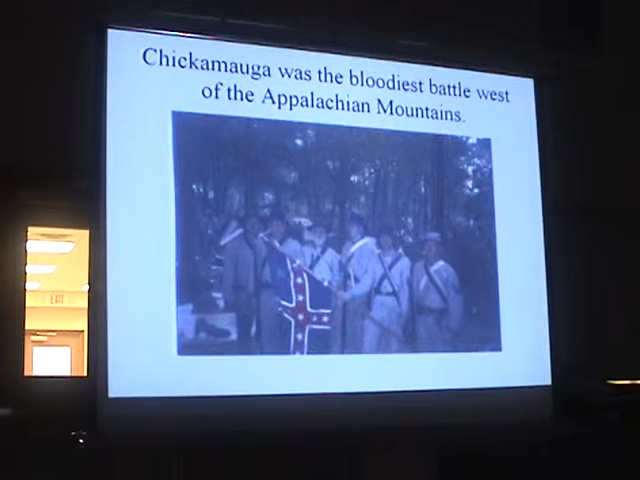 Chickamauga was the bloodiest battle west
of the Appalachian Mountains.
EXIT